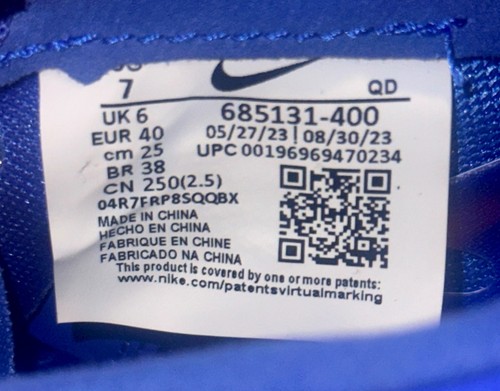 7
QD
UK 6
685131-400
EUR 40
05/27/23 | 08/30/23
cm 25
UPC 00196969470234
BR 38
CN 250(2.5)
04R7FRP8SQQBX
MADE IN CHINA
HECHO EN CHINA
FABRIQUE EN CHINE
FABRICADO NA CHINA
This product is covered by one or more patents:
www.nike.com/patentsvirtualmarking